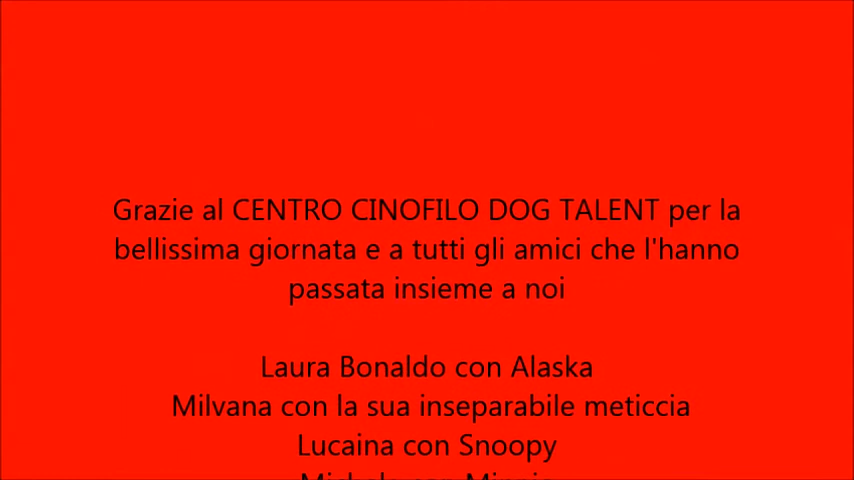 Grazie al CENTRO CINOFILO DOG TALENT per la
bellissima giornata e a tutti gli amici che l'hanno
passata insieme a noi
Laura Bonaldo con Alaska
Milvana con la sua inseparabile meticcia
Lucaina con Snoopy